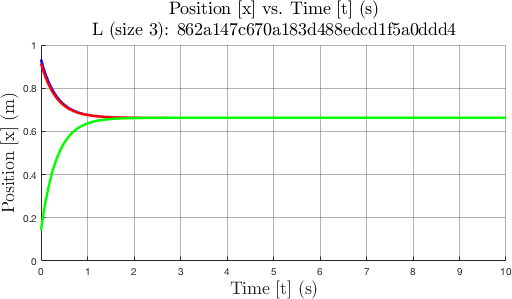 Position [x] vs. Time [t] (s)
L (size 3): 862a147c670a183d488edcd1f5a0ddd4
Position [x] (m)
1
0.8
0.6
0.4
0.2
0
0 1 2 3 4 5 6 7 8 9 10
Time [t] (s)